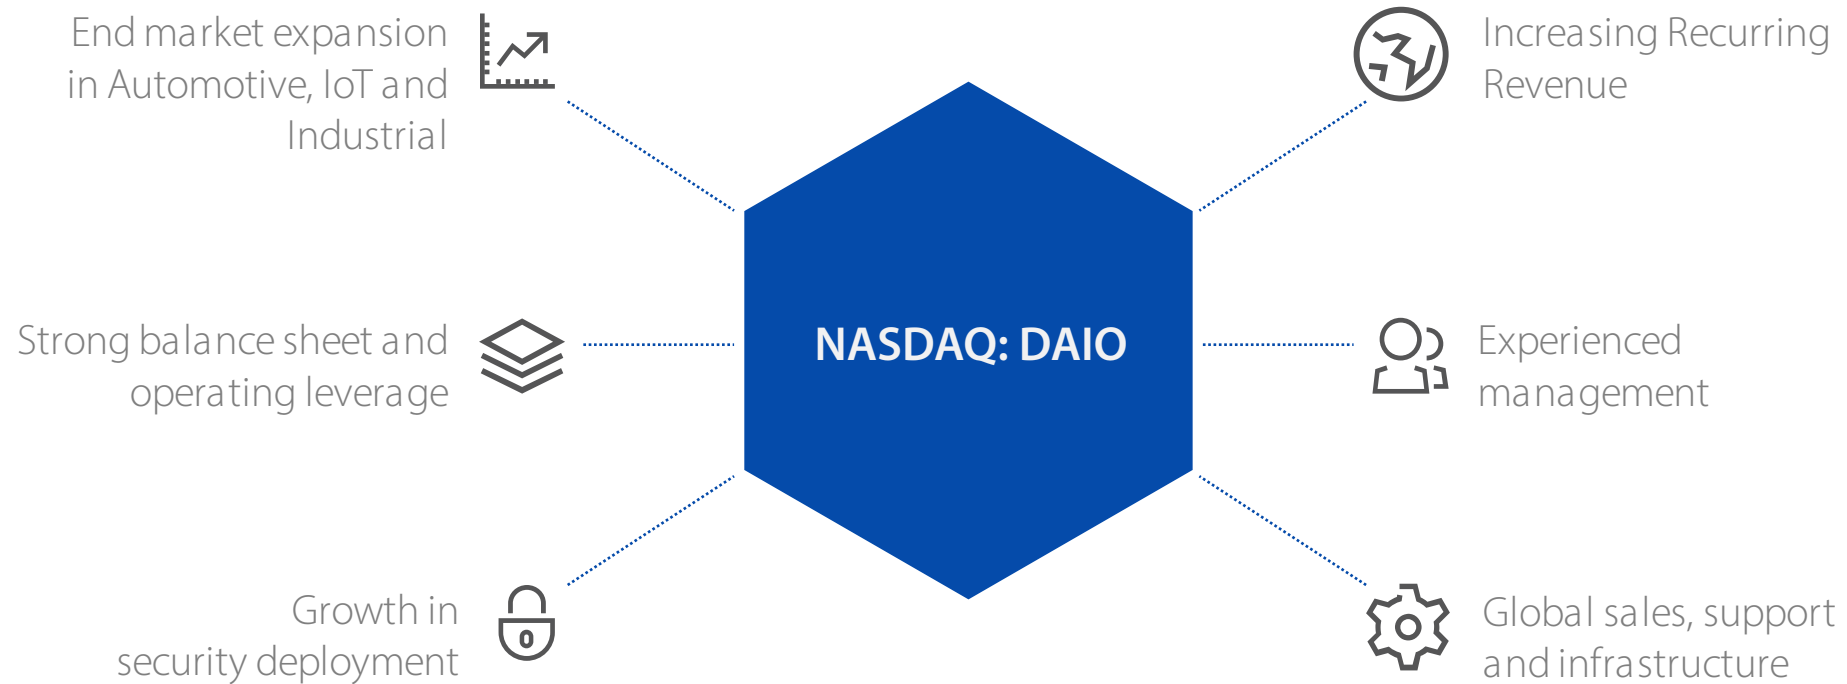 End market expansion
in Automotive, IoT and
Industrial
Increasing Recurring
Revenue
Strong balance sheet and
operating leverage
NASDAQ: DAIO
Experienced
management
Growth in
security deployment
Global sales, support
and infrastructure